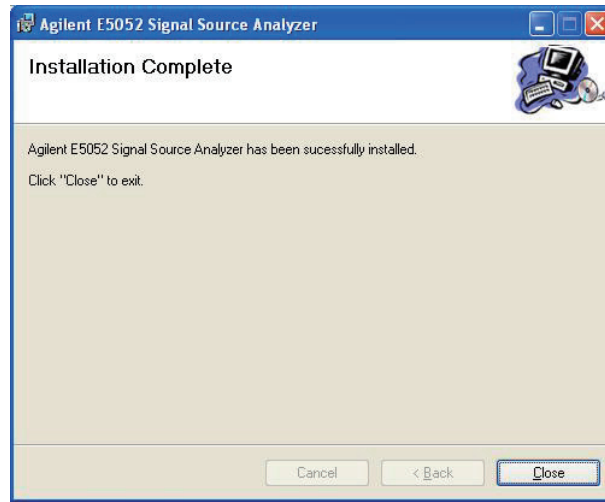 Agilent E5052 Signal Source Analyzer
Installation Complete
Agilent E5052 Signal Source Analyzer has been sucessfully installed.
Click "Close" to exit.
Cancel
< Back
Close